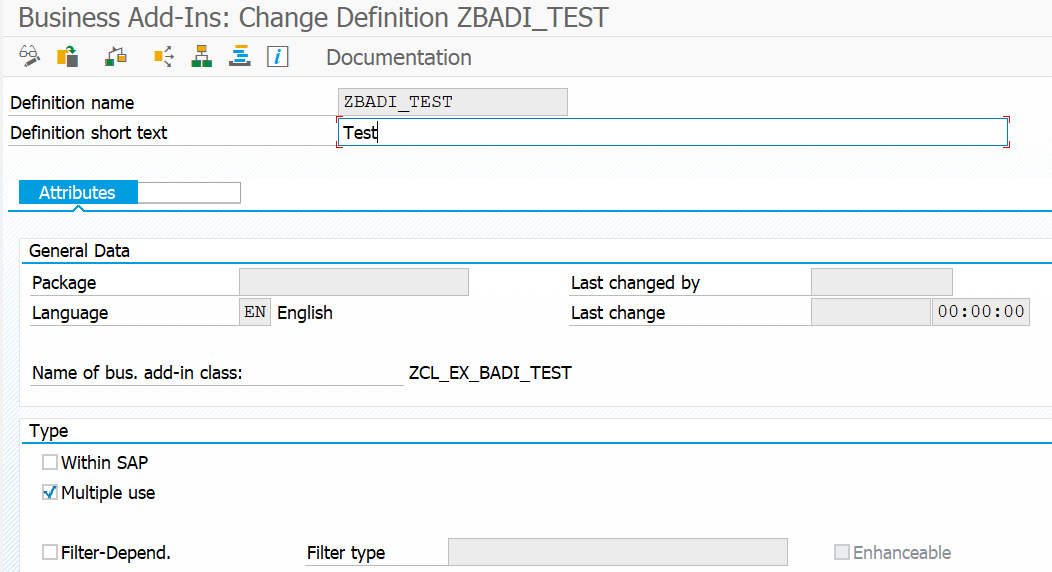 Business Add-Ins: Change Definition ZBADI_TEST
Documentation
Definition name ZBADI_TEST
Definition short text Test
Attributes
General Data
Package Last changed by
Language EN English Last change 00:00:00
Name of bus. add-in class: ZCL_EX_BADI_TEST
Type
Within SAP
Multiple use
Filter-Depend. Filter type Enhanceable